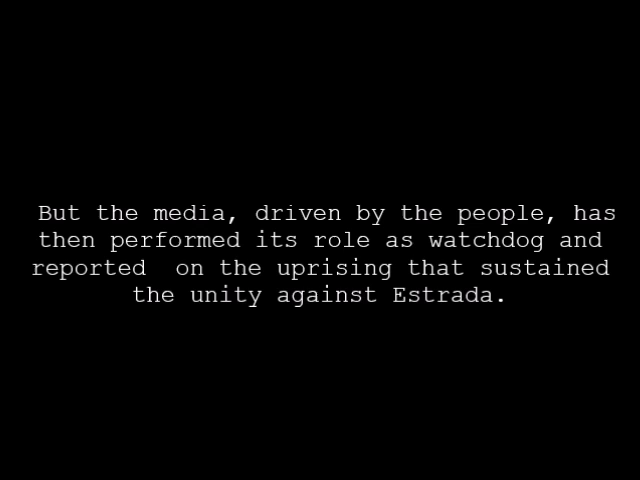 But the media, driven by the people, has
then performed its role as watchdog and
reported  on the uprising that sustained
the unity against Estrada.